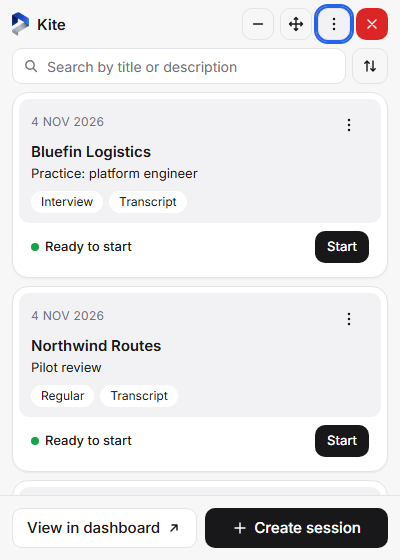 Kite
Search by title or description
4 NOV 2026
Bluefin Logistics
Practice: platform engineer
Interview Transcript
Ready to start Start
4 NOV 2026
Northwind Routes
Pilot review
Regular Transcript
Ready to start Start
View in dashboard Create session